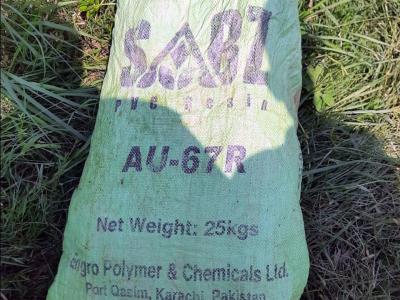 SABZ
PVC Resin
AU-67R
Net Weight: 25kgs
engro Polymer & Chemicals Ltd.
Port Qasim, Karachi, Pakistan